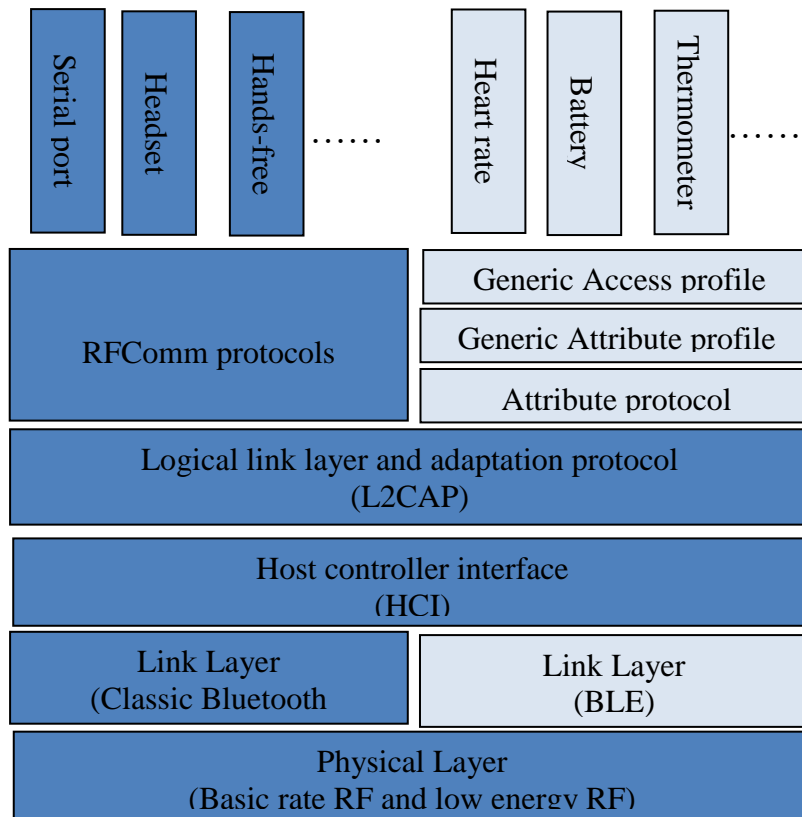 Serial port
Headset
Hands-free
……
Heart rate
Battery
Thermometer
……
Generic Access profile
RFComm protocols
Generic Attribute profile
Attribute protocol
Logical link layer and adaptation protocol
(L2CAP)
Host controller interface
(HCI)
Link Layer
(Classic Bluetooth
Link Layer
(BLE)
Physical Layer
(Basic rate RF and low energy RF)